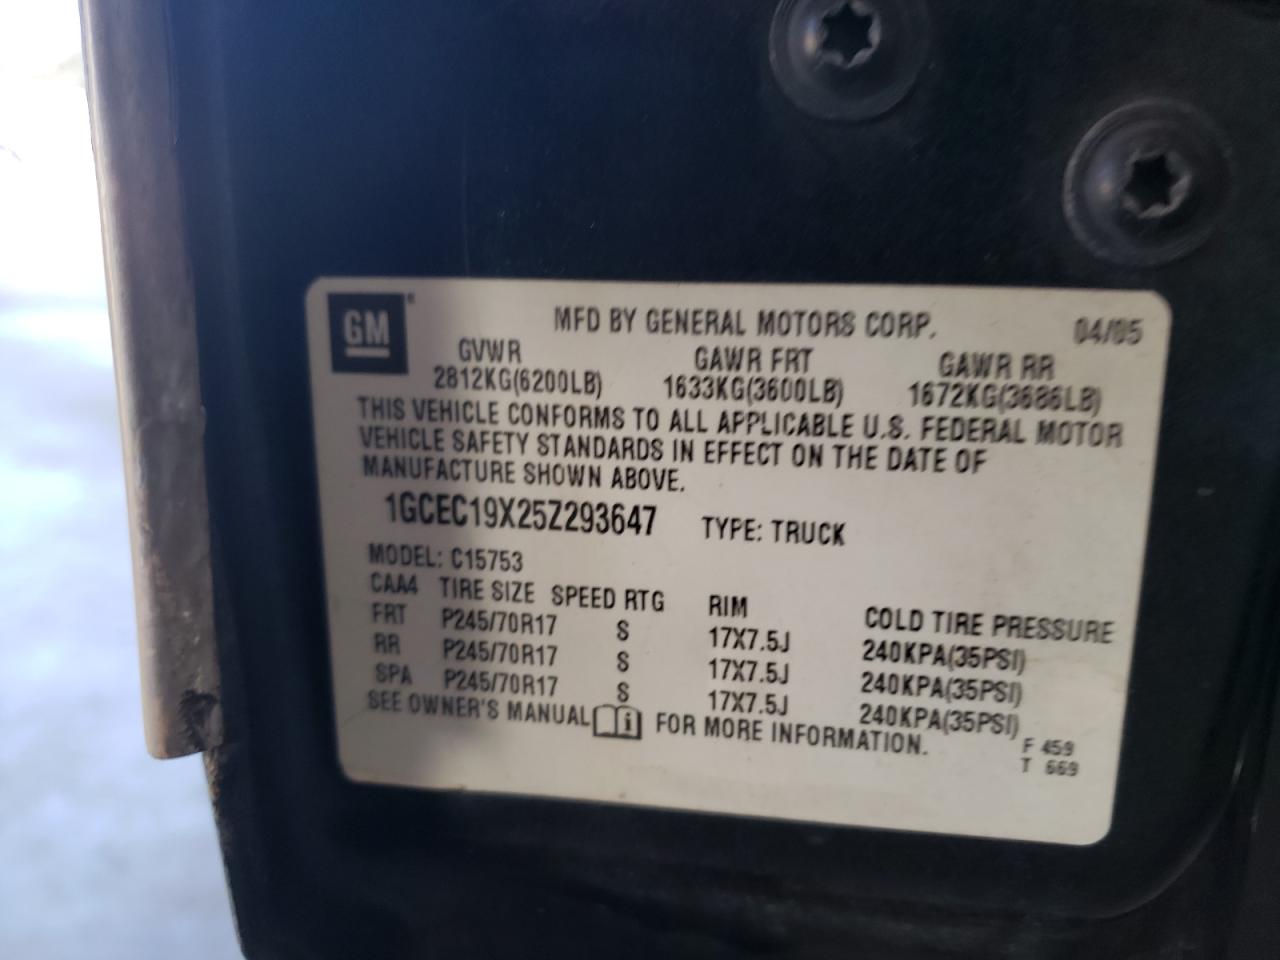 GM®
MFD BY GENERAL MOTORS CORP. 04/05
GVWR GAWR FRT GAWR RR
2812KG(6200LB) 1633KG(3600LB) 1672KG(3686LB)
THIS VEHICLE CONFORMS TO ALL APPLICABLE U.S. FEDERAL MOTOR
VEHICLE SAFETY STANDARDS IN EFFECT ON THE DATE OF
MANUFACTURE SHOWN ABOVE.
1GCEC19X25Z293647 TYPE: TRUCK
MODEL: C15753
CAA4 TIRE SIZE SPEED RTG RIM COLD TIRE PRESSURE
FRT P245/70R17 S 17X7.5J 240KPA(35PSI)
RR P245/70R17 S 17X7.5J 240KPA(35PSI)
SPA P245/70R17 S 17X7.5J 240KPA(35PSI)
SEE OWNER'S MANUAL i FOR MORE INFORMATION.
F 459
T 669